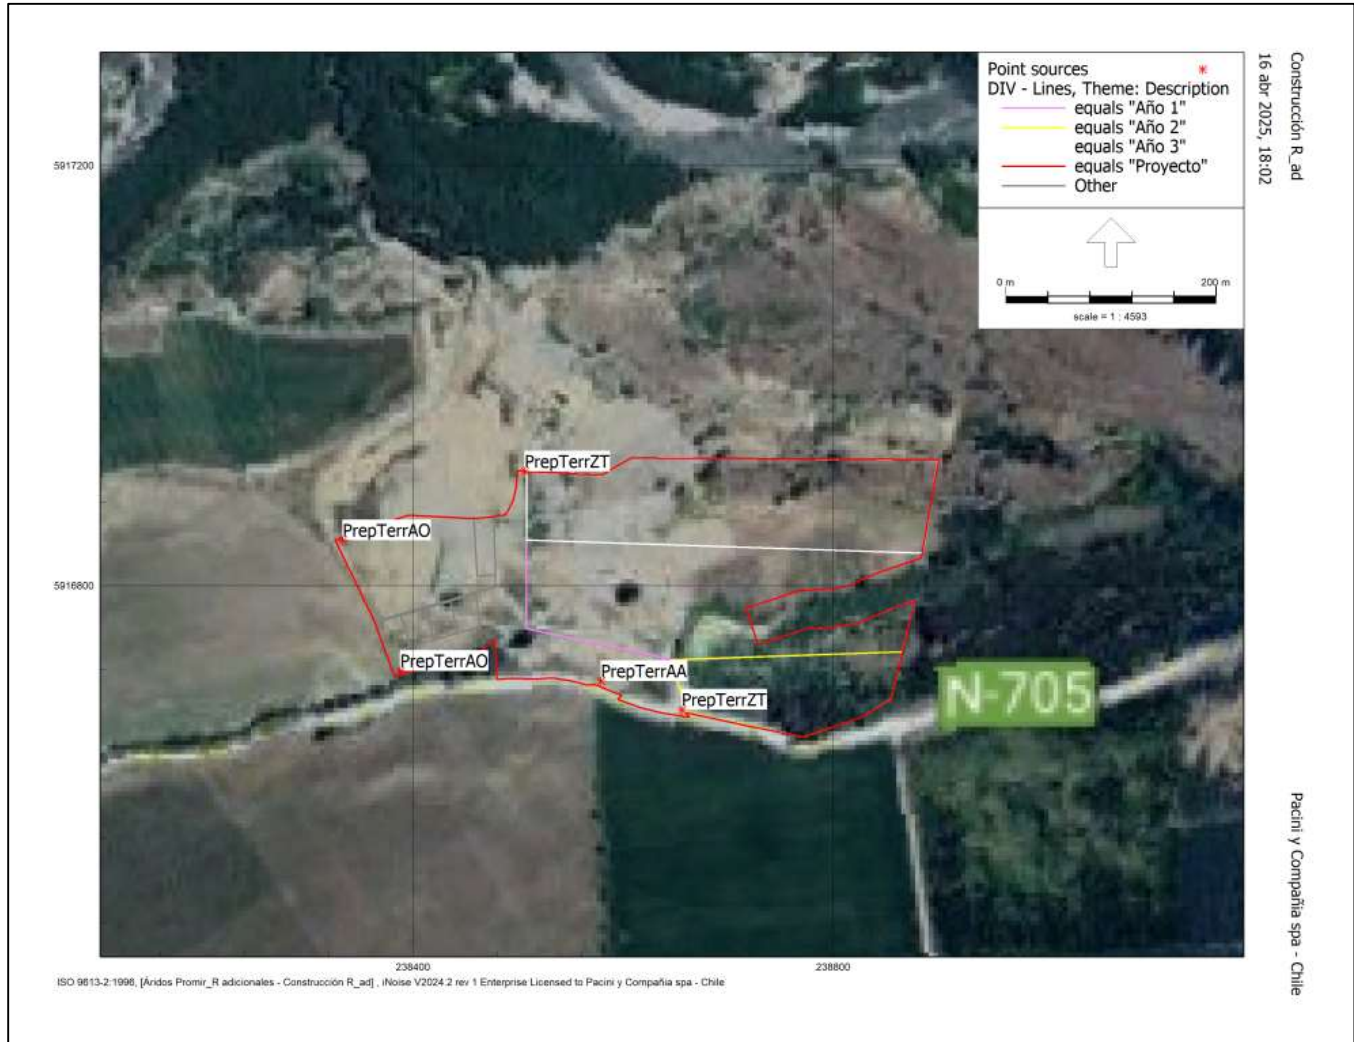 Point sources
DIV - Lines, Theme: Description
equals "Año 1"
equals "Año 2"
equals "Año 3"
equals "Proyecto"
Other
0 m
200 m
scale = 1 : 4593
Construcción R_ad
16 abr 2025, 18:02
5917200
PrepTerrZT
PrepTerrAO
5916800
PrepTerrAO
PrepTerrAA
PrepTerrZT
N-705
Pacini y Compañia spa - Chile
238400
238800
ISO 9613-2:1996, [Áridos Promir_R adicionales - Construcción R_ad] , iNoise V2024.2 rev 1 Enterprise Licensed to Pacini y Compañia spa - Chile